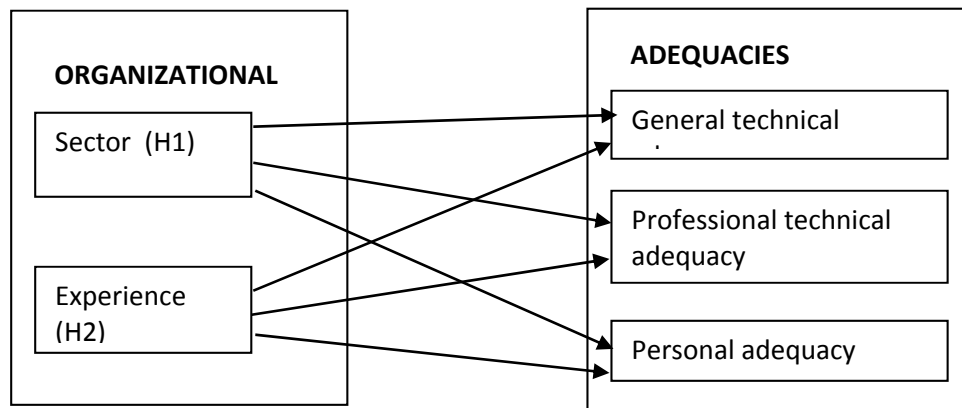 ORGANIZATIONAL
Sector (H1)
Experience
(H2)
ADEQUACIES
General technical
Professional technical
adequacy
Personal adequacy